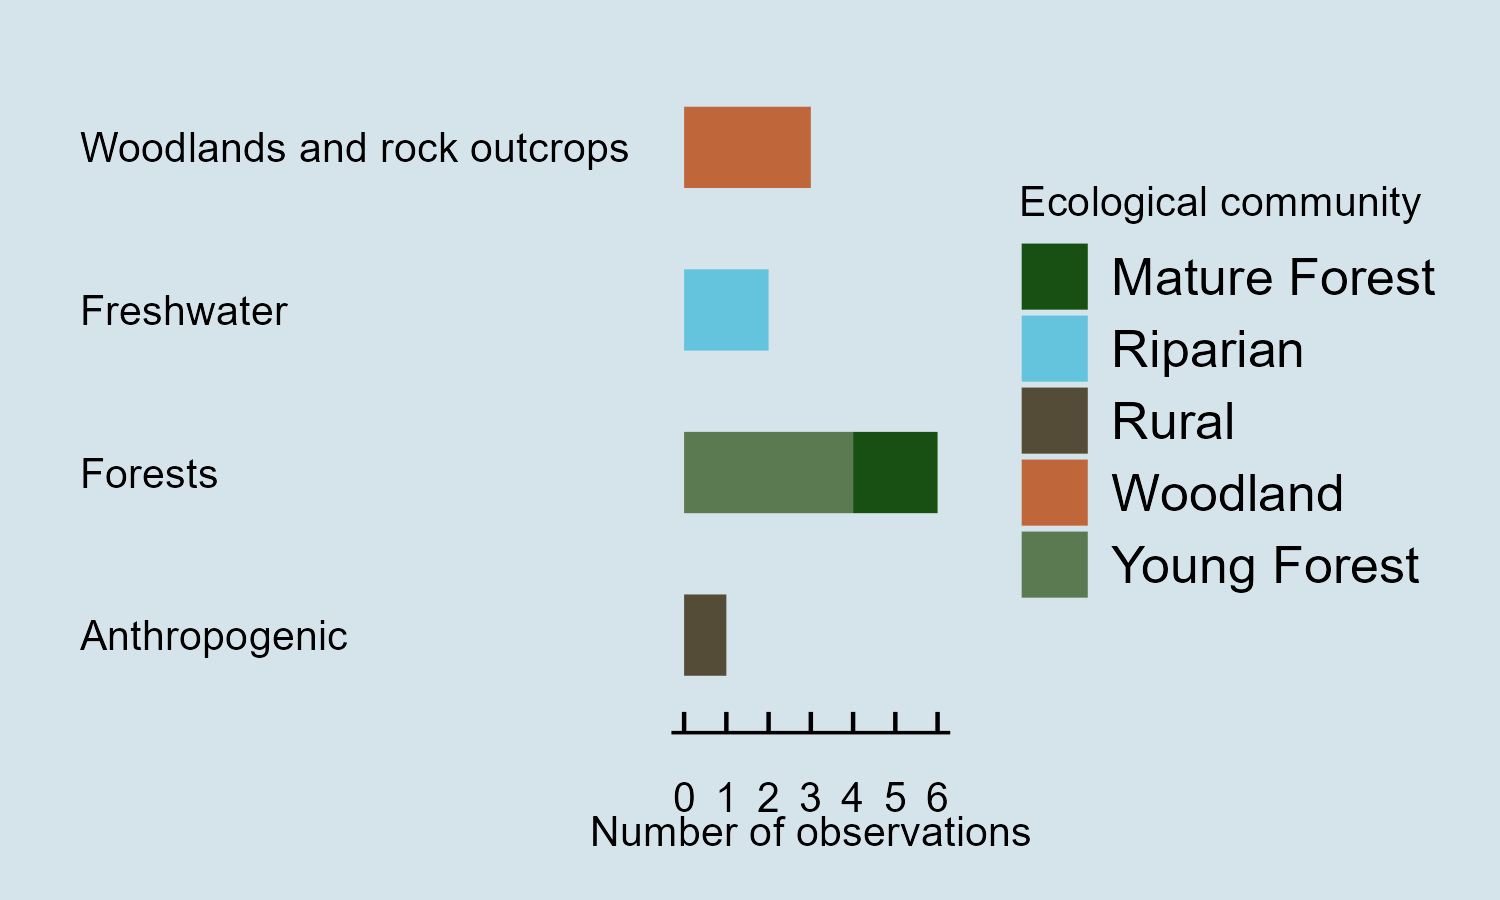 Woodlands and rock outcrops
Freshwater
Forests
Anthropogenic
0 1 2 3 4 5 6
Number of observations
Ecological community
Mature Forest
Riparian
Rural
Woodland
Young Forest